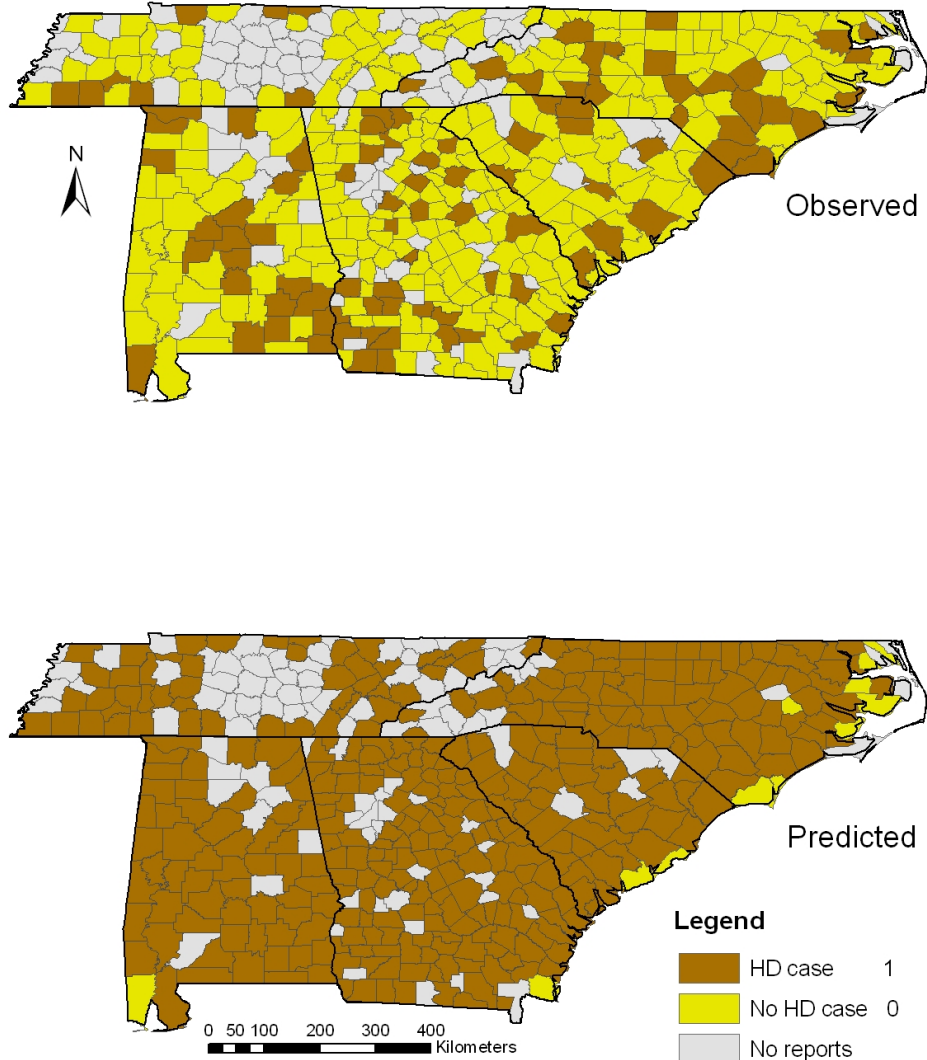 N
Observed
Predicted
Legend
HD case 1
No HD case 0
No reports
0 50 100 200 300 400
Kilometers